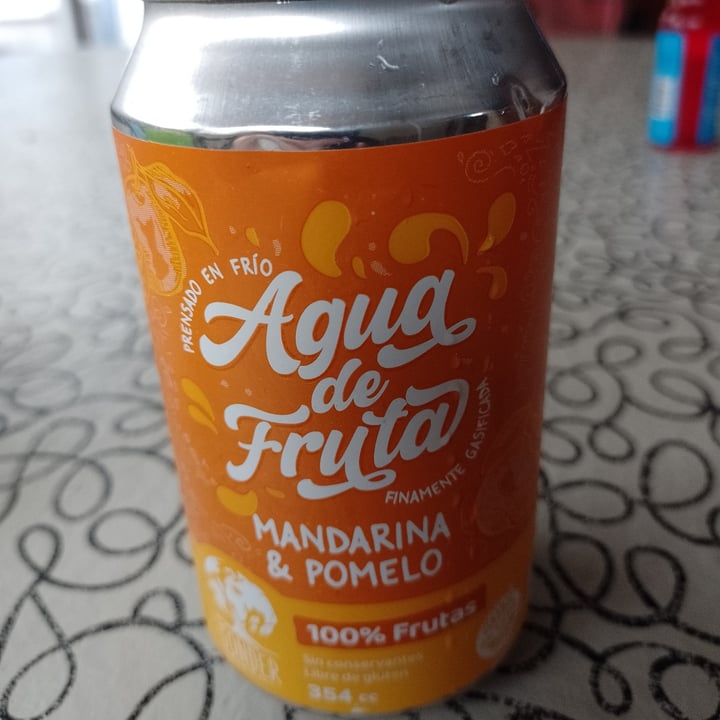 PRENSADO EN FRÍO
Agua
de
Fruta
FINAMENTE GASIFICADA
MANDARINA
& POMELO
100% Frutas
Sin conservantes
Libre de gluten
354 cc